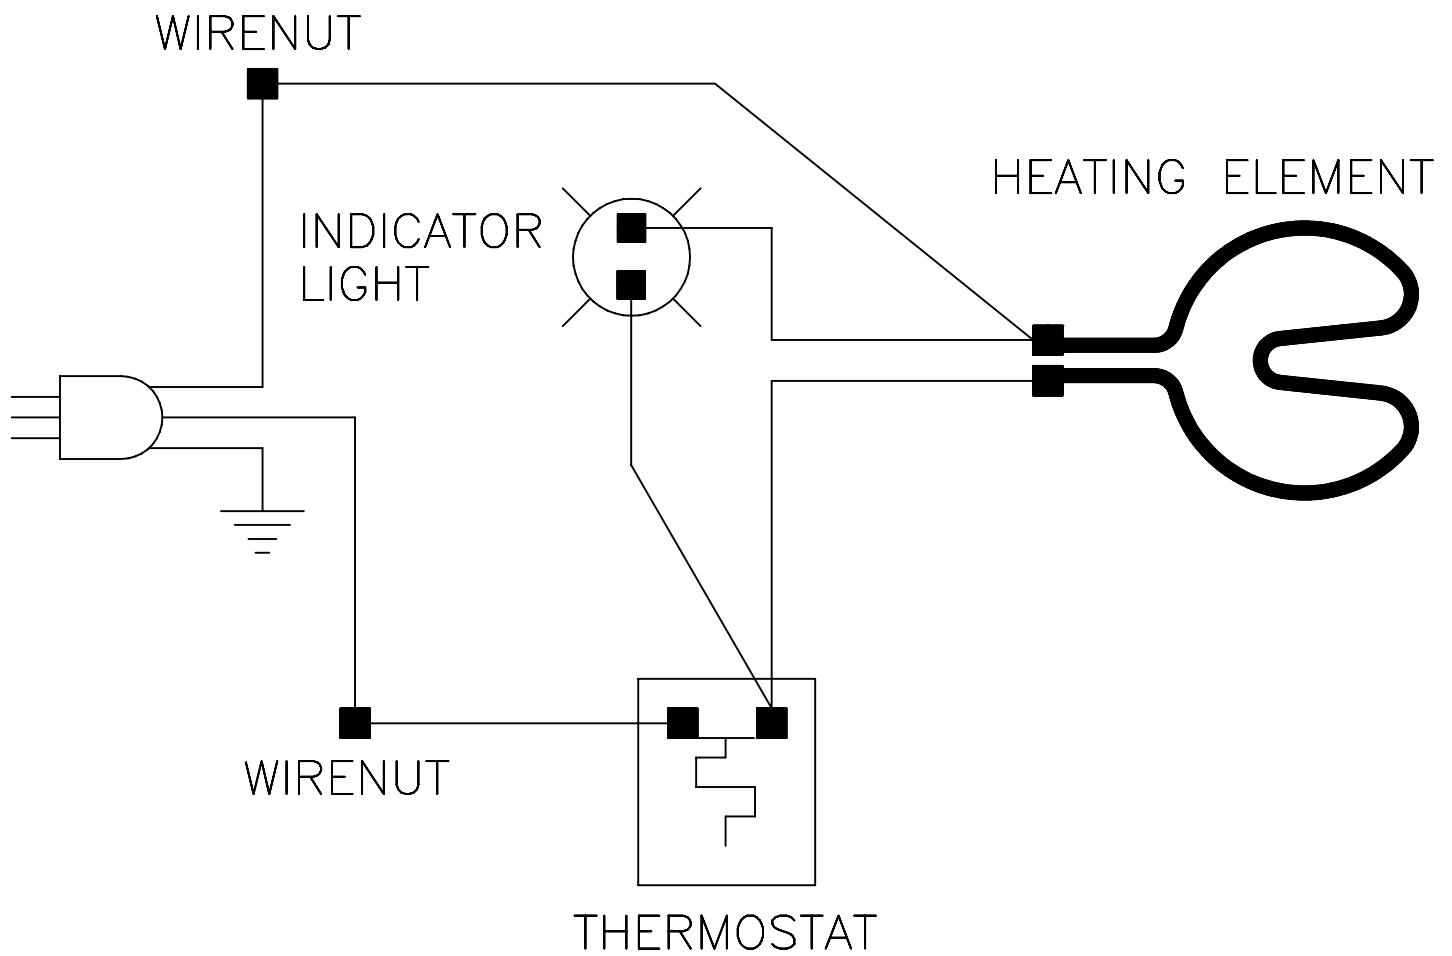 WIRENUT
HEATING ELEMENT
INDICATOR
LIGHT
WIRENUT
THERMOSTAT